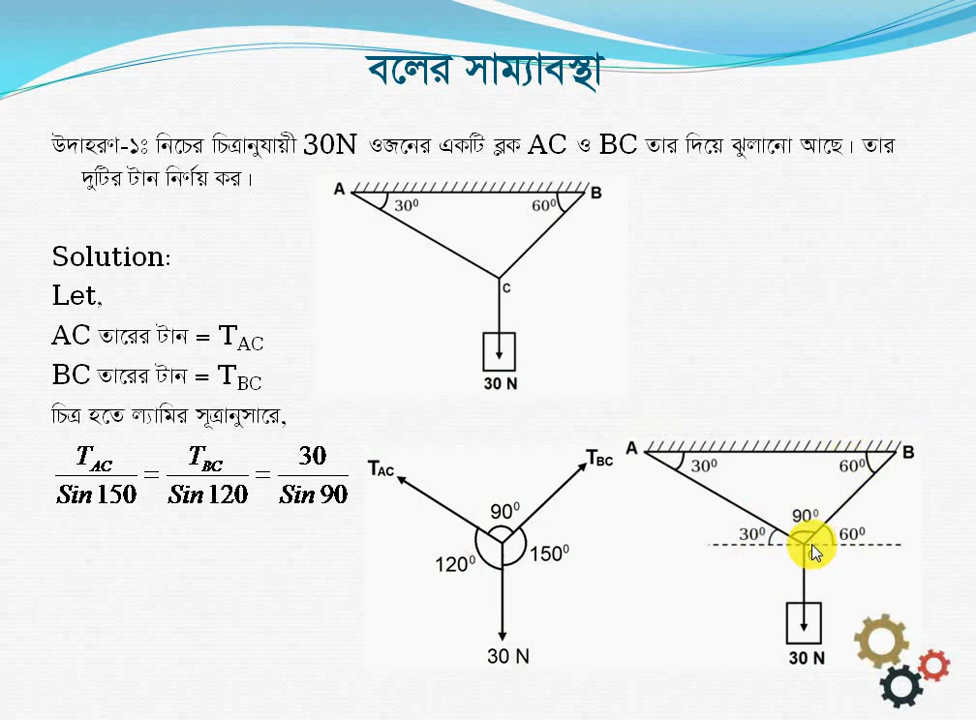 বলের সাম্যাবস্থা
উদাহরণ-১ঃ নিচের চিত্রানুযায়ী 30N ওজনের একটি ব্লক AC ও BC তার দিয়ে ঝুলানো আছে। তার
দুটির টান নির্ণয় কর।
A B
30⁰ 60⁰
C
30 N
Solution:
Let,
AC তারের টান = T_AC
BC তারের টান = T_BC
চিত্র হতে ল্যামির সূত্রানুসারে,
T_AC / Sin 150 = T_BC / Sin 120 = 30 / Sin 90
T_AC T_BC
90⁰
120⁰ 150⁰
30 N
A B
30⁰ 60⁰
90⁰
30⁰ 60⁰
30 N